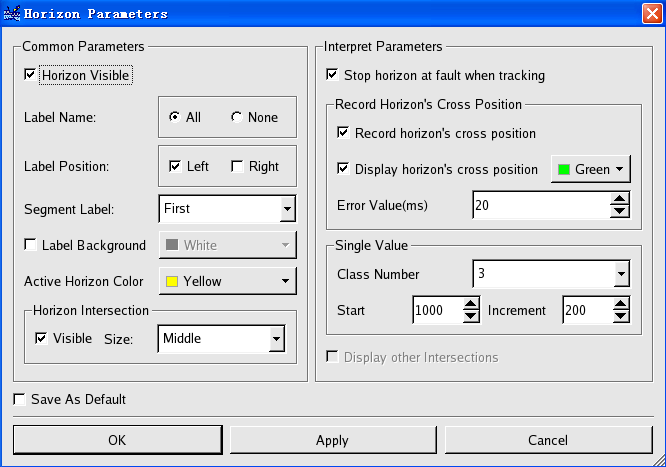 Horizon Parameters
Common Parameters
Horizon Visible
Label Name: All None
Label Position: Left Right
Segment Label: First
Label Background White
Active Horizon Color Yellow
Horizon Intersection
Visible Size: Middle
Interpret Parameters
Stop horizon at fault when tracking
Record Horizon's Cross Position
Record horizon's cross position
Display horizon's cross position Green
Error Value(ms) 20
Single Value
Class Number 3
Start 1000 Increment 200
Display other Intersections
Save As Default
OK Apply Cancel